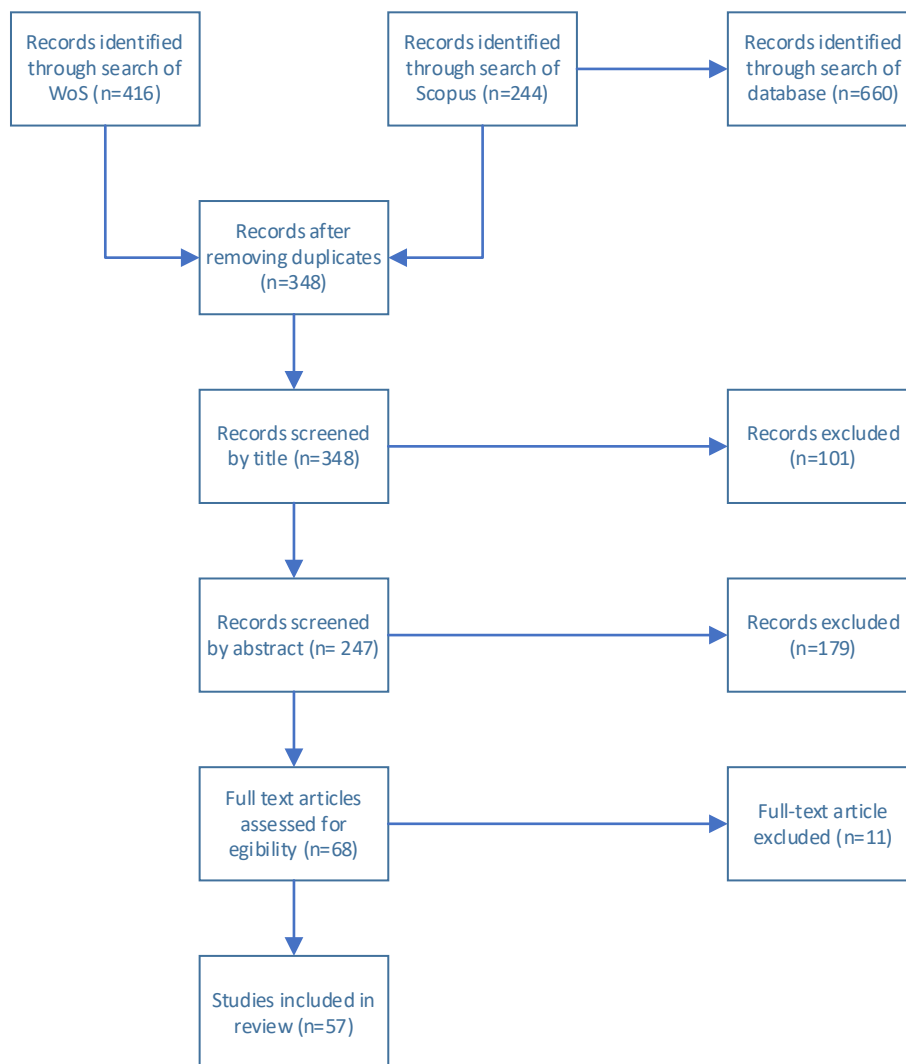 Records identified
through search of
WoS (n=416)
Records identified
through search of
Scopus (n=244)
Records identified
through search of
database (n=660)
Records after
removing duplicates
(n=348)
Records screened
by title (n=348)
Records excluded
(n=101)
Records screened
by abstract (n= 247)
Records excluded
(n=179)
Full text articles
assessed for
egibility (n=68)
Full-text article
excluded (n=11)
Studies included in
review (n=57)